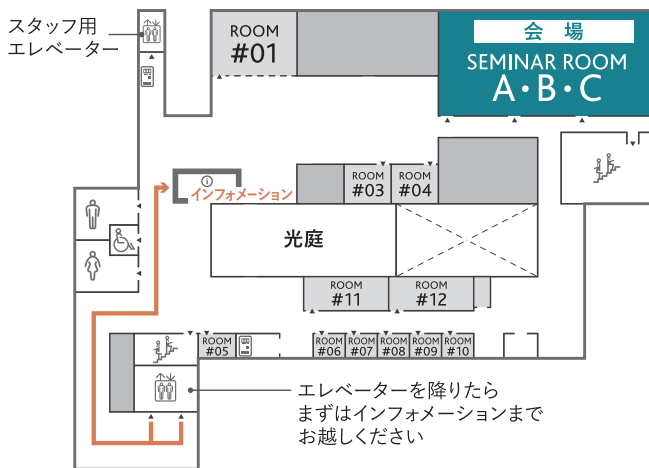 スタッフ用
エレベーター
ROOM
#01
会場
SEMINAR ROOM
A・B・C
インフォメーション
ROOM
#03
ROOM
#04
光庭
ROOM
#11
ROOM
#12
ROOM
#05
ROOM
#06
ROOM
#07
ROOM
#08
ROOM
#09
ROOM
#10
エレベーターを降りたら
まずはインフォメーションまで
お越しください